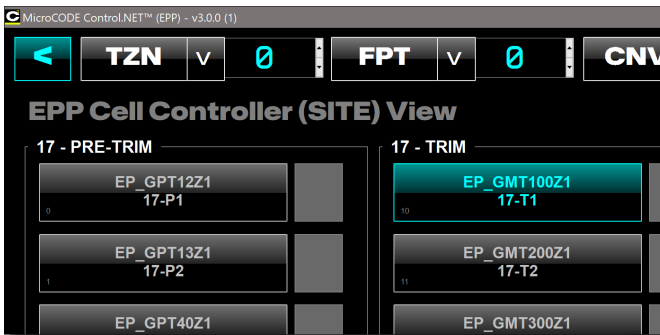 C MicroCODE Control.NET™ (EPP) - v3.0.0 (1)
< TZN v 0 FPT v 0 CNV
EPP Cell Controller (SITE) View
17 - PRE-TRIM
EP_GPT12Z1
17-P1
0
EP_GPT13Z1
17-P2
1
EP_GPT40Z1
17 - TRIM
EP_GMT100Z1
17-T1
10
EP_GMT200Z1
17-T2
11
EP_GMT300Z1